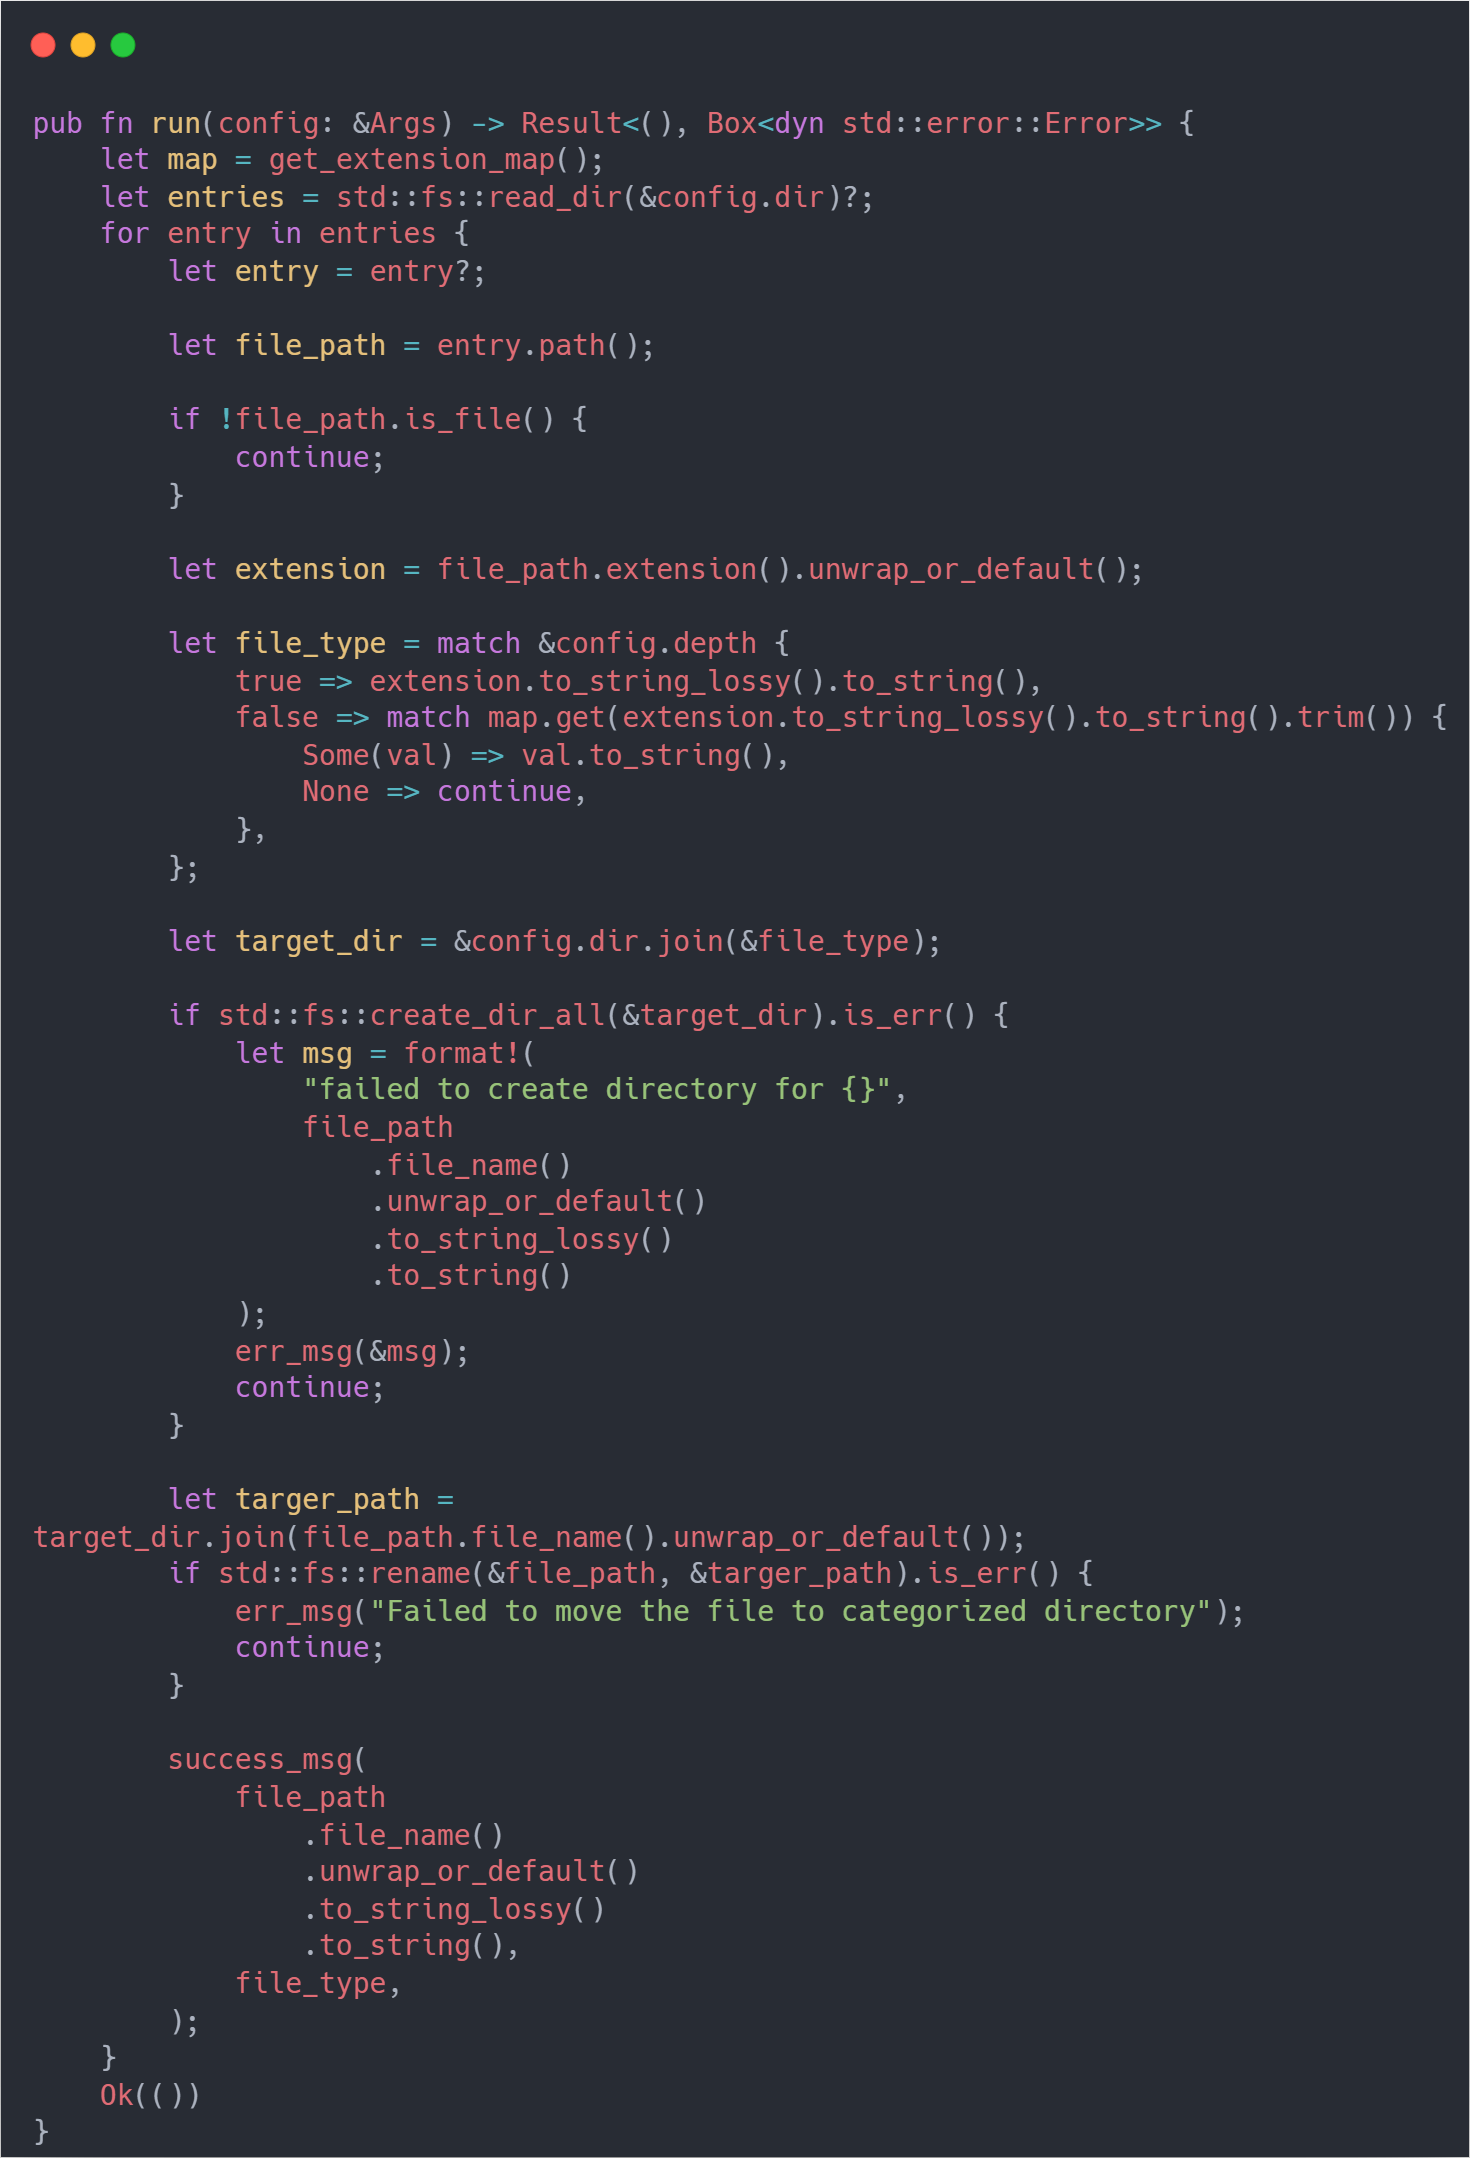 pub fn run(config: &Args) -> Result<(), Box<dyn std::error::Error>> {
    let map = get_extension_map();
    let entries = std::fs::read_dir(&config.dir)?;
    for entry in entries {
        let entry = entry?;

        let file_path = entry.path();

        if !file_path.is_file() {
            continue;
        }

        let extension = file_path.extension().unwrap_or_default();

        let file_type = match &config.depth {
            true => extension.to_string_lossy().to_string(),
            false => match map.get(extension.to_string_lossy().to_string().trim()) {
                Some(val) => val.to_string(),
                None => continue,
            },
        };

        let target_dir = &config.dir.join(&file_type);

        if std::fs::create_dir_all(&target_dir).is_err() {
            let msg = format!(
                "failed to create directory for {}",
                file_path
                    .file_name()
                    .unwrap_or_default()
                    .to_string_lossy()
                    .to_string()
            );
            err_msg(&msg);
            continue;
        }

        let targer_path =
target_dir.join(file_path.file_name().unwrap_or_default());
        if std::fs::rename(&file_path, &targer_path).is_err() {
            err_msg("Failed to move the file to categorized directory");
            continue;
        }

        success_msg(
            file_path
                .file_name()
                .unwrap_or_default()
                .to_string_lossy()
                .to_string(),
            file_type,
        );
    }
    Ok(())
}